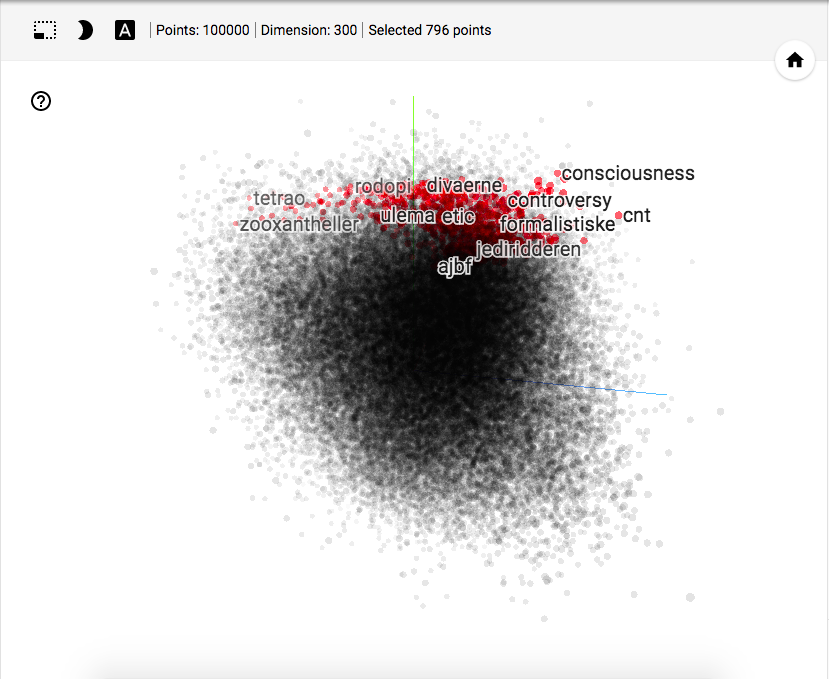 A Points: 100000 Dimension: 300 Selected 796 points
?
consciousness
rodopi divaerne
tetrao controversy
ulema etic cnt
zooxantheller formalistiske
jediridderen
ajbf